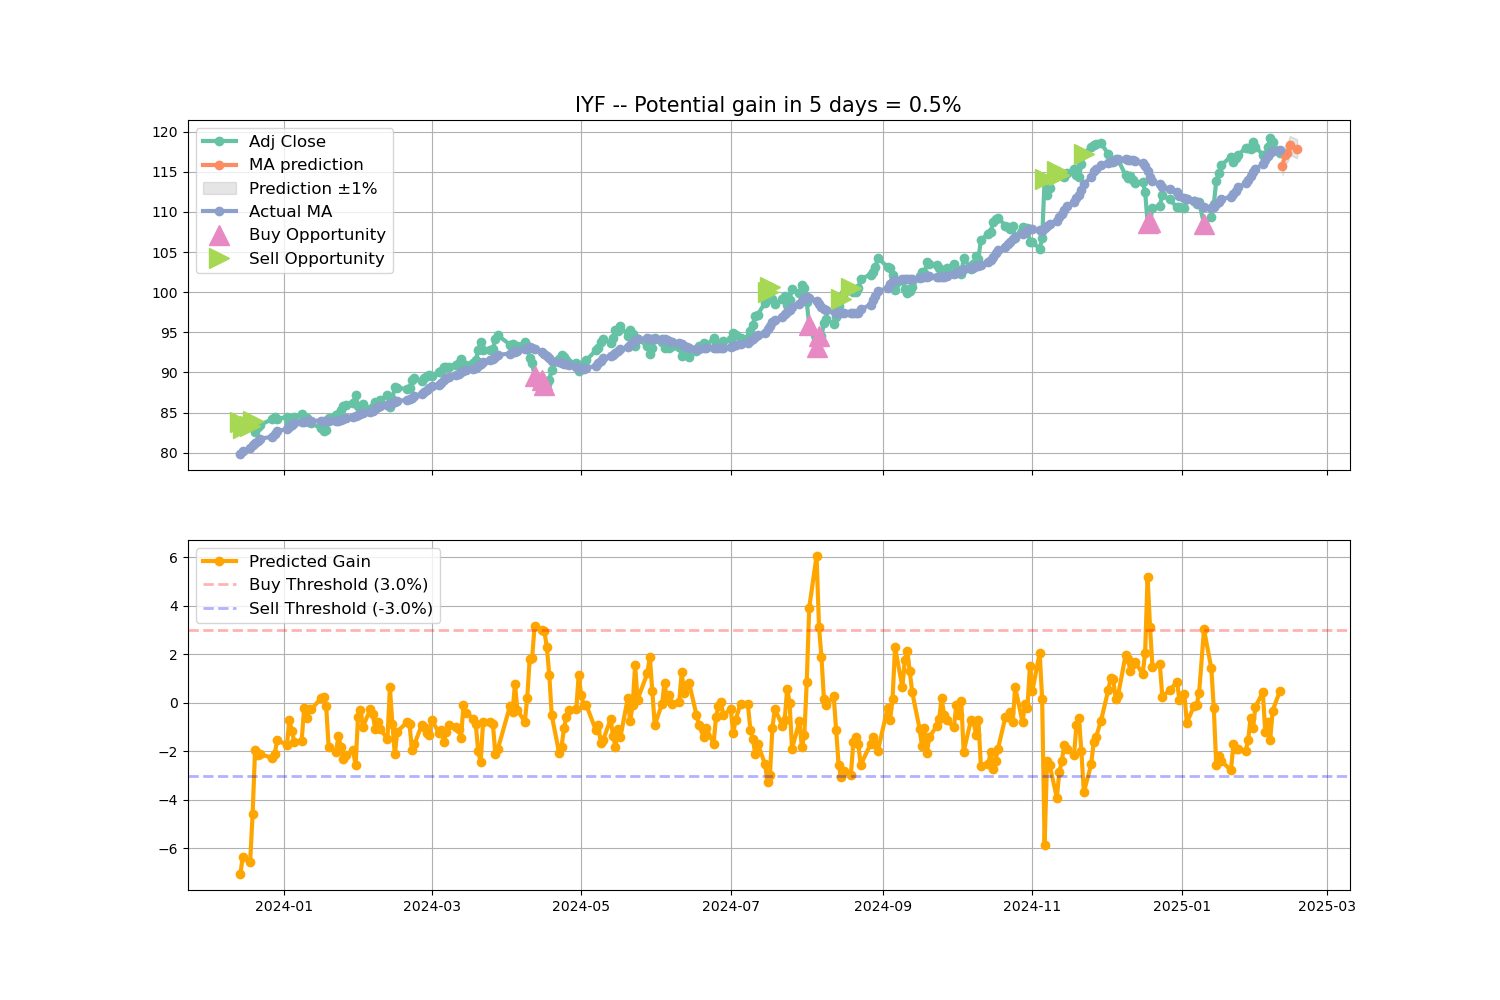 IYF -- Potential gain in 5 days = 0.5%
120
115
110
105
100
95
90
85
80
Adj Close
MA prediction
Prediction ±1%
Actual MA
Buy Opportunity
Sell Opportunity
6
4
2
0
−2
−4
−6
Predicted Gain
Buy Threshold (3.0%)
Sell Threshold (-3.0%)
2024-01
2024-03
2024-05
2024-07
2024-09
2024-11
2025-01
2025-03